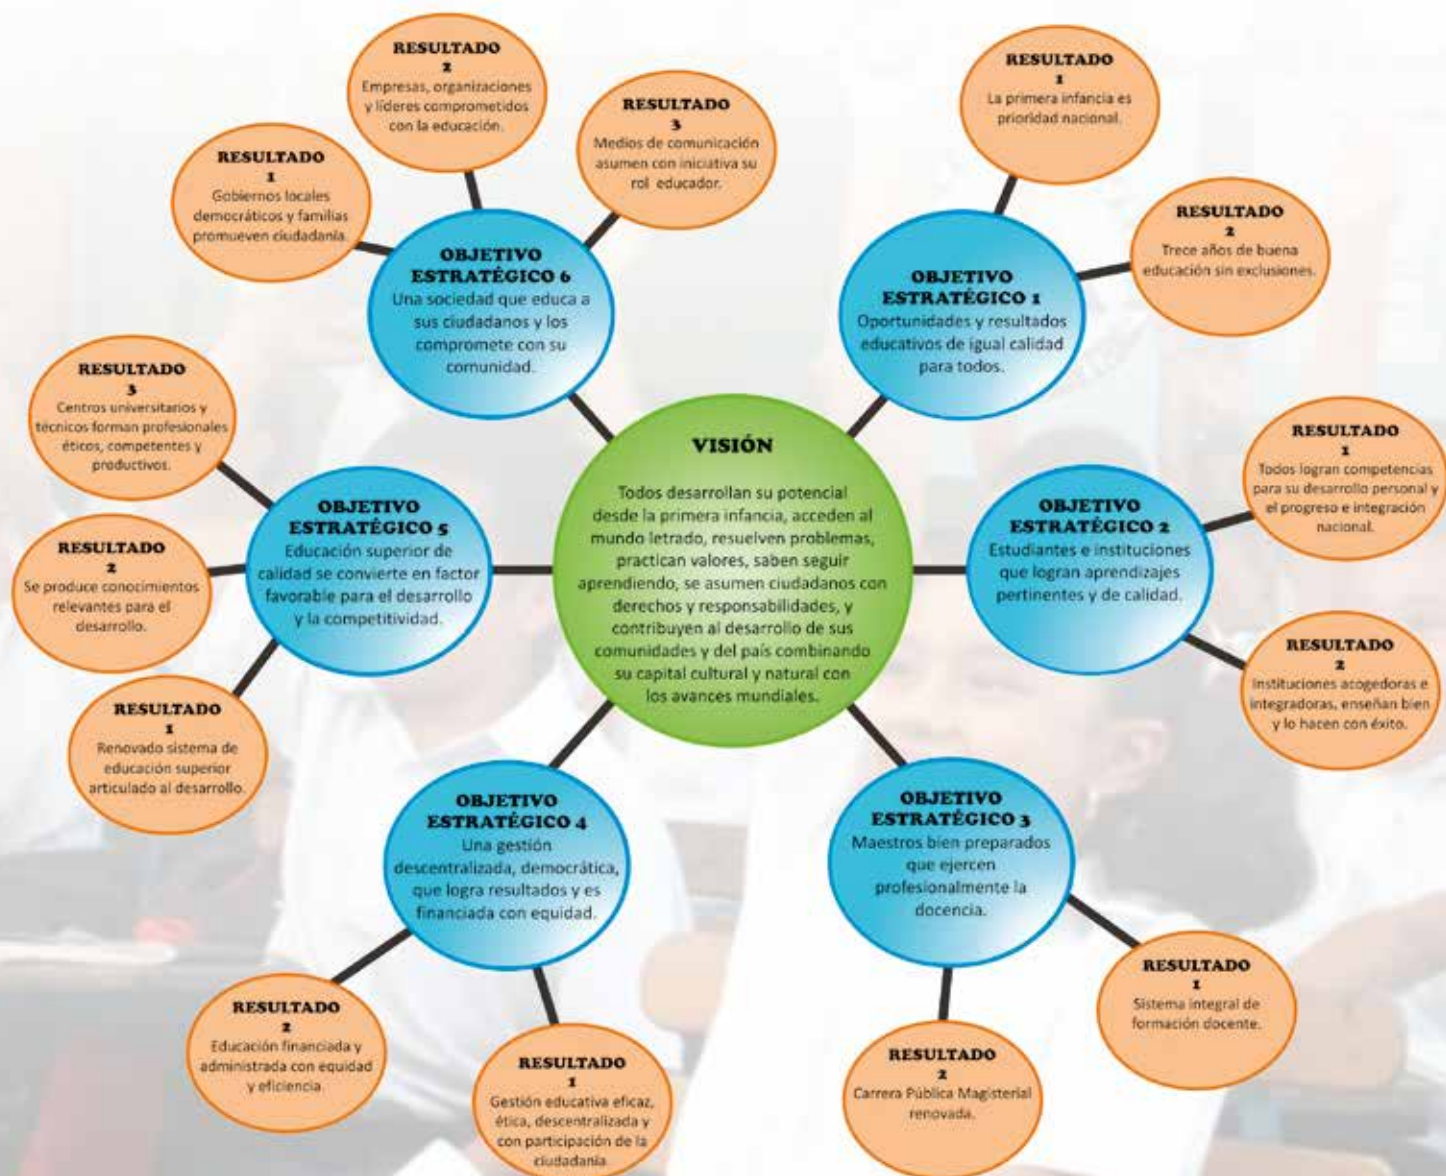 VISIÓN
Todos desarrollan su potencial
desde la primera infancia, acceden al
mundo letrado, resuelven problemas,
practican valores, saben seguir
aprendiendo, se asumen ciudadanos con
derechos y responsabilidades, y
contribuyen al desarrollo de sus
comunidades y del país combinando
su capital cultural y natural con
los avances mundiales.
OBJETIVO
ESTRATÉGICO 1
Oportunidades y resultados
educativos de igual calidad
para todos.
RESULTADO
1
La primera infancia es
prioridad nacional.
RESULTADO
2
Trece años de buena
educación sin exclusiones.
OBJETIVO
ESTRATÉGICO 2
Estudiantes e instituciones
que logran aprendizajes
pertinentes y de calidad.
RESULTADO
1
Todos logran competencias
para su desarrollo personal y
el progreso e integración
nacional.
RESULTADO
2
Instituciones acogedoras e
integradoras, enseñan bien
y lo hacen con éxito.
OBJETIVO
ESTRATÉGICO 3
Maestros bien preparados
que ejercen
profesionalmente la
docencia.
RESULTADO
1
Sistema integral de
formación docente.
RESULTADO
2
Carrera Pública Magisterial
renovada.
OBJETIVO
ESTRATÉGICO 4
Una gestión
descentralizada, democrática,
que logra resultados y es
financiada con equidad.
RESULTADO
1
Gestión educativa eficaz,
ética, descentralizada y
con participación de la
ciudadanía.
RESULTADO
2
Educación financiada y
administrada con equidad
y eficiencia.
OBJETIVO
ESTRATÉGICO 5
Educación superior de
calidad se convierte en factor
favorable para el desarrollo
y la competitividad.
RESULTADO
1
Renovado sistema de
educación superior
articulado al desarrollo.
RESULTADO
2
Se produce conocimientos
relevantes para el
desarrollo.
RESULTADO
3
Centros universitarios y
técnicos forman profesionales
éticos, competentes y
productivos.
OBJETIVO
ESTRATÉGICO 6
Una sociedad que educa a
sus ciudadanos y los
compromete con su
comunidad.
RESULTADO
1
Gobiernos locales
democráticos y familias
promueven ciudadanía.
RESULTADO
2
Empresas, organizaciones
y líderes comprometidos
con la educación.
RESULTADO
3
Medios de comunicación
asumen con iniciativa su
rol educador.